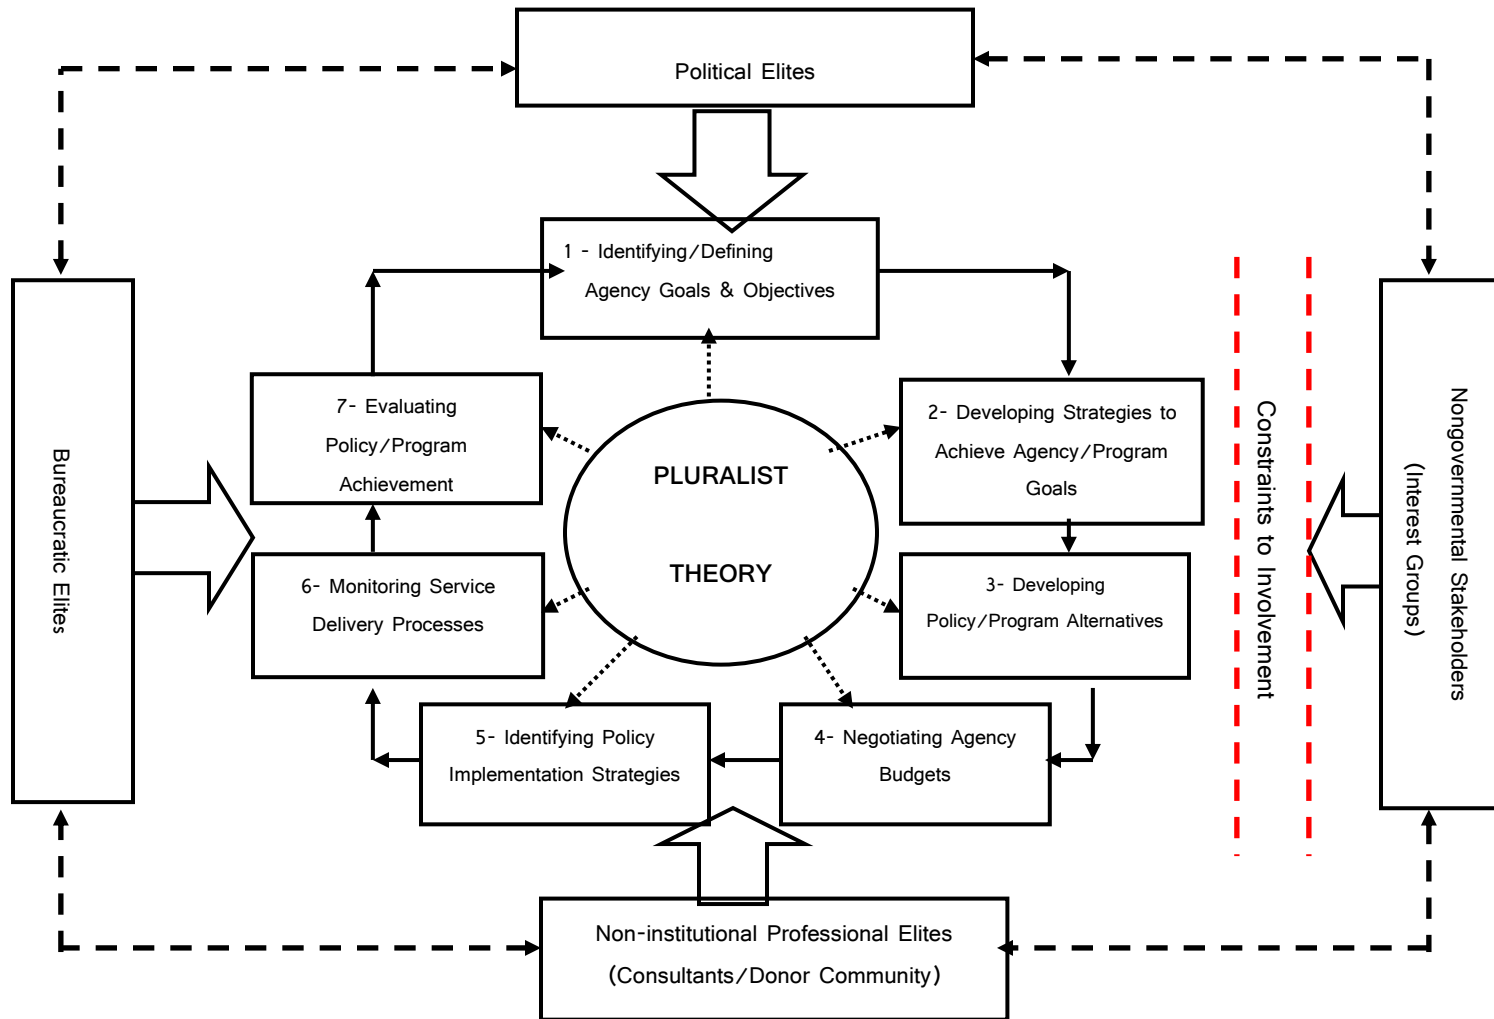 Political Elites
1 - Identifying/Defining
Agency Goals & Objectives
7- Evaluating
Policy/Program
Achievement
2- Developing Strategies to
Achieve Agency/Program
Goals
PLURALIST
THEORY
6- Monitoring Service
Delivery Processes
3- Developing
Policy/Program Alternatives
5- Identifying Policy
Implementation Strategies
4- Negotiating Agency
Budgets
Bureaucratic Elites
Constraints to Involvement
Nongovernmental Stakeholders
(Interest Groups)
Non-institutional Professional Elites
(Consultants/Donor Community)